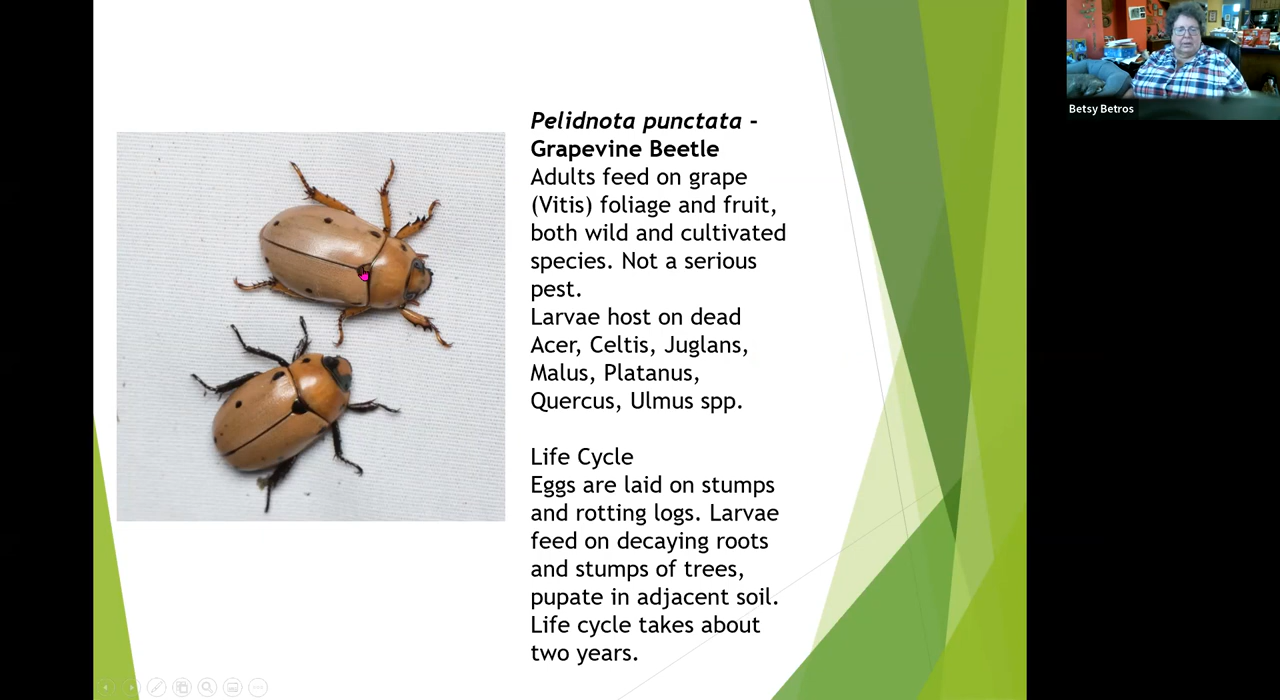 Pelidnota punctata -
Grapevine Beetle
Adults feed on grape
(Vitis) foliage and fruit,
both wild and cultivated
species. Not a serious
pest.
Larvae host on dead
Acer, Celtis, Juglans,
Malus, Platanus,
Quercus, Ulmus spp.
Life Cycle
Eggs are laid on stumps
and rotting logs. Larvae
feed on decaying roots
and stumps of trees,
pupate in adjacent soil.
Life cycle takes about
two years.
Betsy Betros